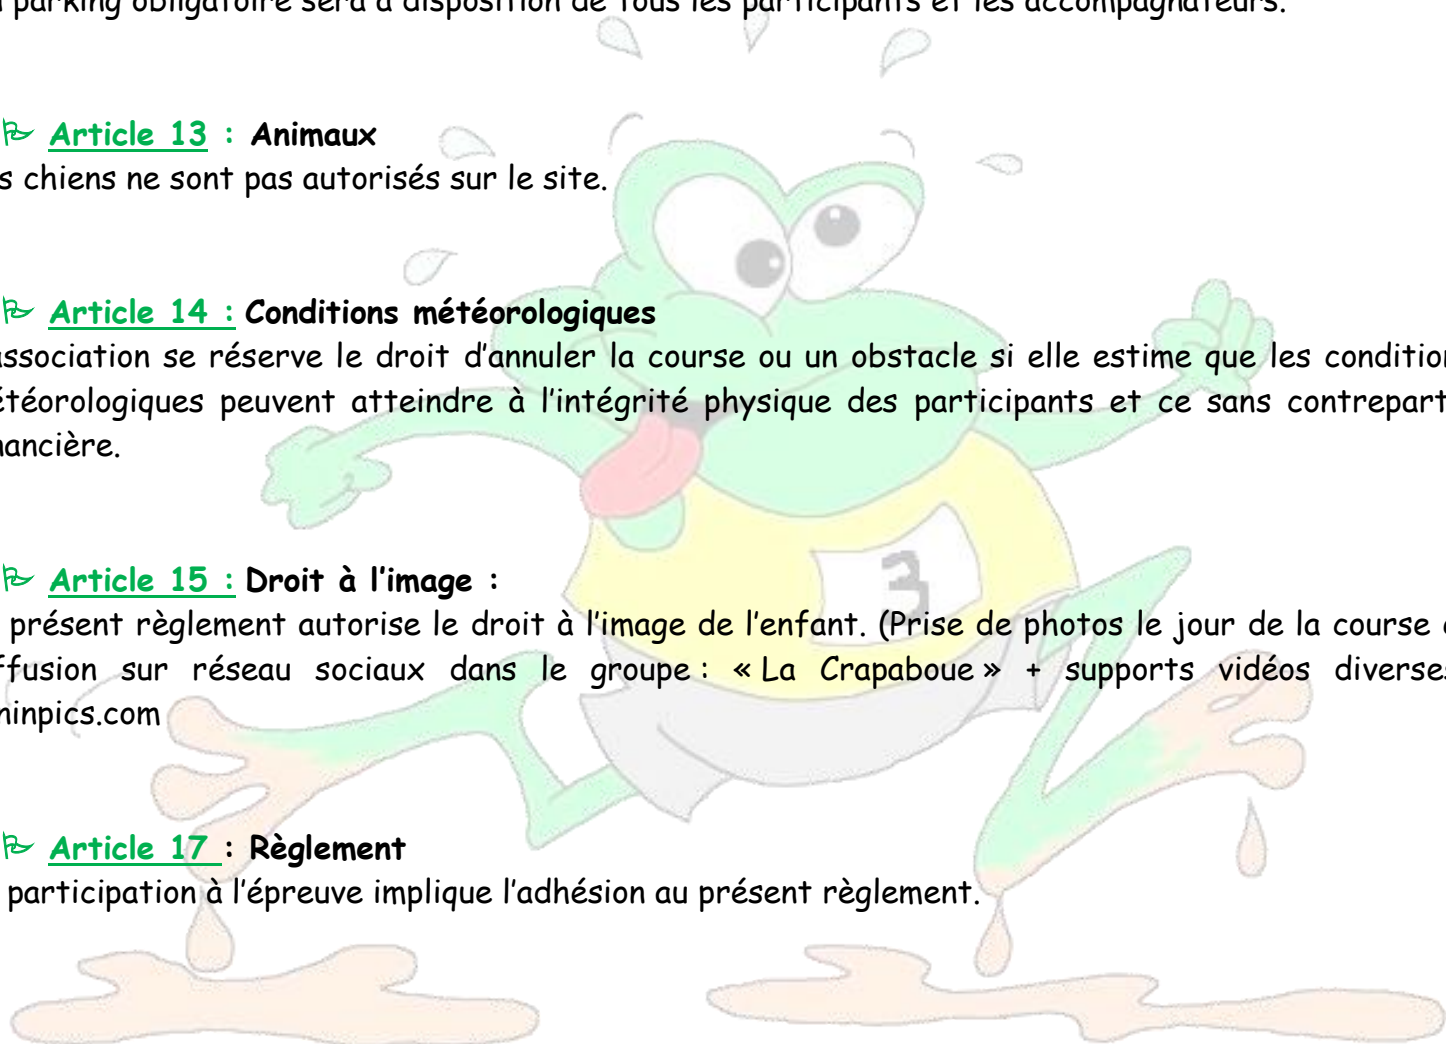 parking obligatoire sera à disposition de tous les participants et les accompagnateurs.
Article 13 : Animaux
s chiens ne sont pas autorisés sur le site.
Article 14 : Conditions météorologiques
association se réserve le droit d'annuler la course ou un obstacle si elle estime que les condition
étéorologiques peuvent atteindre à l'intégrité physique des participants et ce sans contrepart
nancière.
Article 15 : Droit à l'image :
présent règlement autorise le droit à l'image de l'enfant. (Prise de photos le jour de la course
ffusion sur réseau sociaux dans le groupe : « La Crapaboue » + supports vidéos diverses
ninpics.com
Article 17 : Règlement
participation à l'épreuve implique l'adhésion au présent règlement.
3